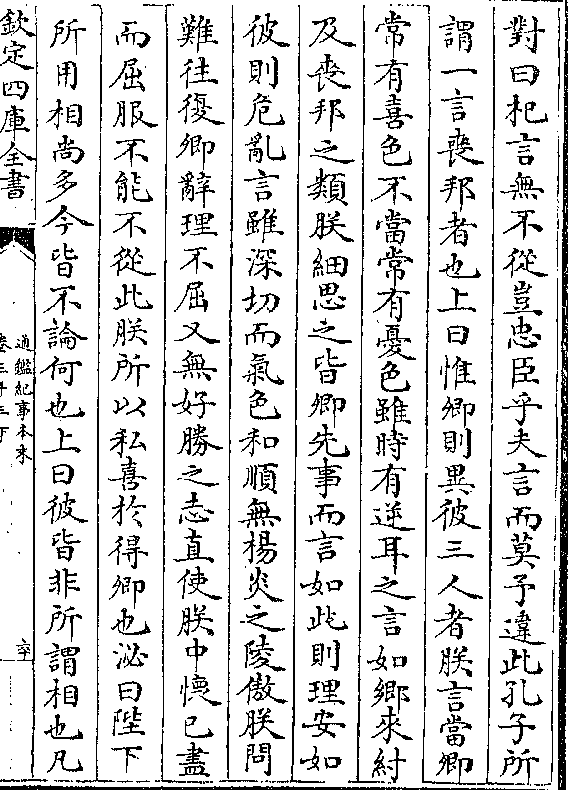 對曰杞言無不從豈忠臣乎夫言而莫予違此孔子所
謂一言喪邦者也上曰惟卿則異彼三人者朕言當卿
常有喜色不當常有憂色雖時有逆耳之言如鄉來紂
及喪邦之類朕細思之皆卿先事而言如此則理安如
彼則危亂言雖深切而氣色和順無楊炎之陵傲朕問
難往復卿辭理不屈又無好勝之志直使朕中懷已盡
而屈服不能不從此朕所以私喜於得卿也泌曰陛下
所用相尚多今皆不論何也上曰彼皆非所謂相也凡
欽定四庫全書
通鑑紀事本末